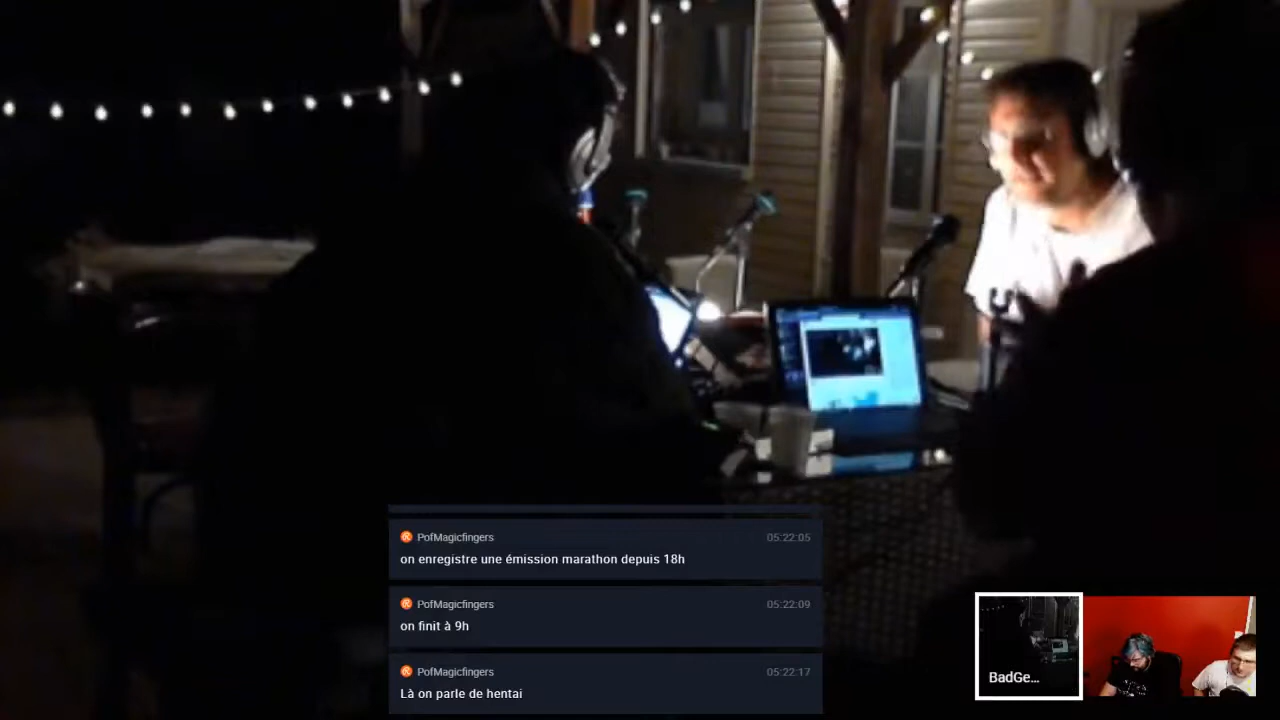 PofMagicfingers 05:22:05
on enregistre une émission marathon depuis 18h
PofMagicfingers 05:22:09
on finit à 9h
PofMagicfingers 05:22:17
Là on parle de hentai
BadGe...